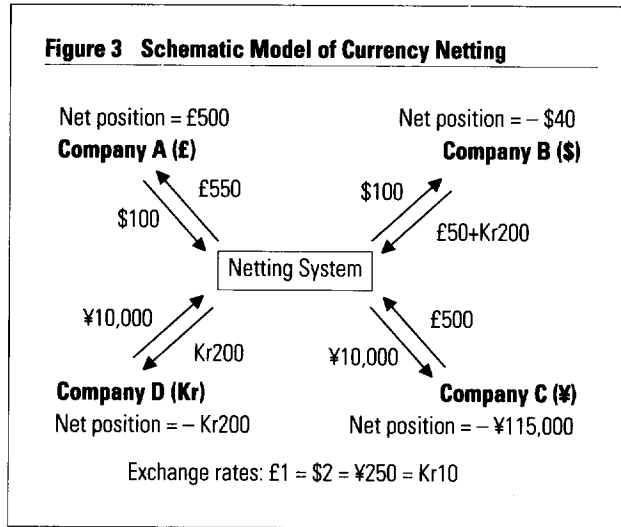 Figure 3 Schematic Model of Currency Netting
Net position = £500
Company A (£)
Net position = – $40
Company B ($)
£550
$100
$100
£50+Kr200
Netting System
¥10,000
Kr200
£500
¥10,000
Company D (Kr)
Net position = – Kr200
Company C (¥)
Net position = – ¥115,000
Exchange rates: £1 = $2 = ¥250 = Kr10